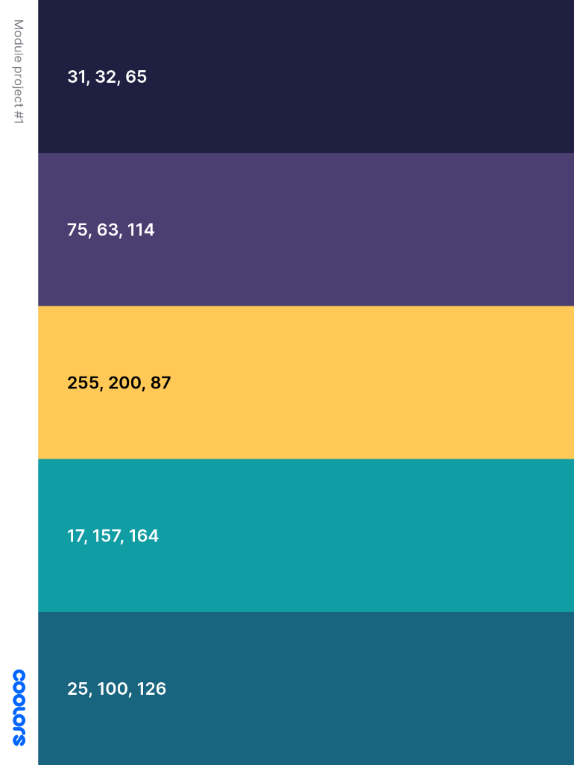 Module project #1
31, 32, 65
75, 63, 114
255, 200, 87
17, 157, 164
25, 100, 126
coolors